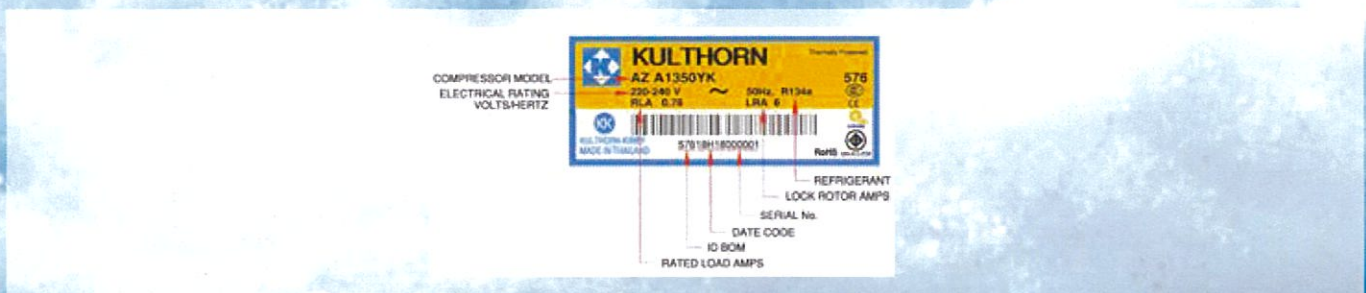 KULTHORN
Thermally Protected
COMPRESSOR MODEL
AZ A1350YK
576
ELECTRICAL RATING
VOLTS/HERTZ
220-240 V ~ 50Hz, R134a
RLA 0.76 LRA 6
KK
KULTHORN KIRBY
MADE IN THAILAND
57618H18000001
RoHS
REFRIGERANT
LOCK ROTOR AMPS
SERIAL No.
DATE CODE
ID BOM
RATED LOAD AMPS